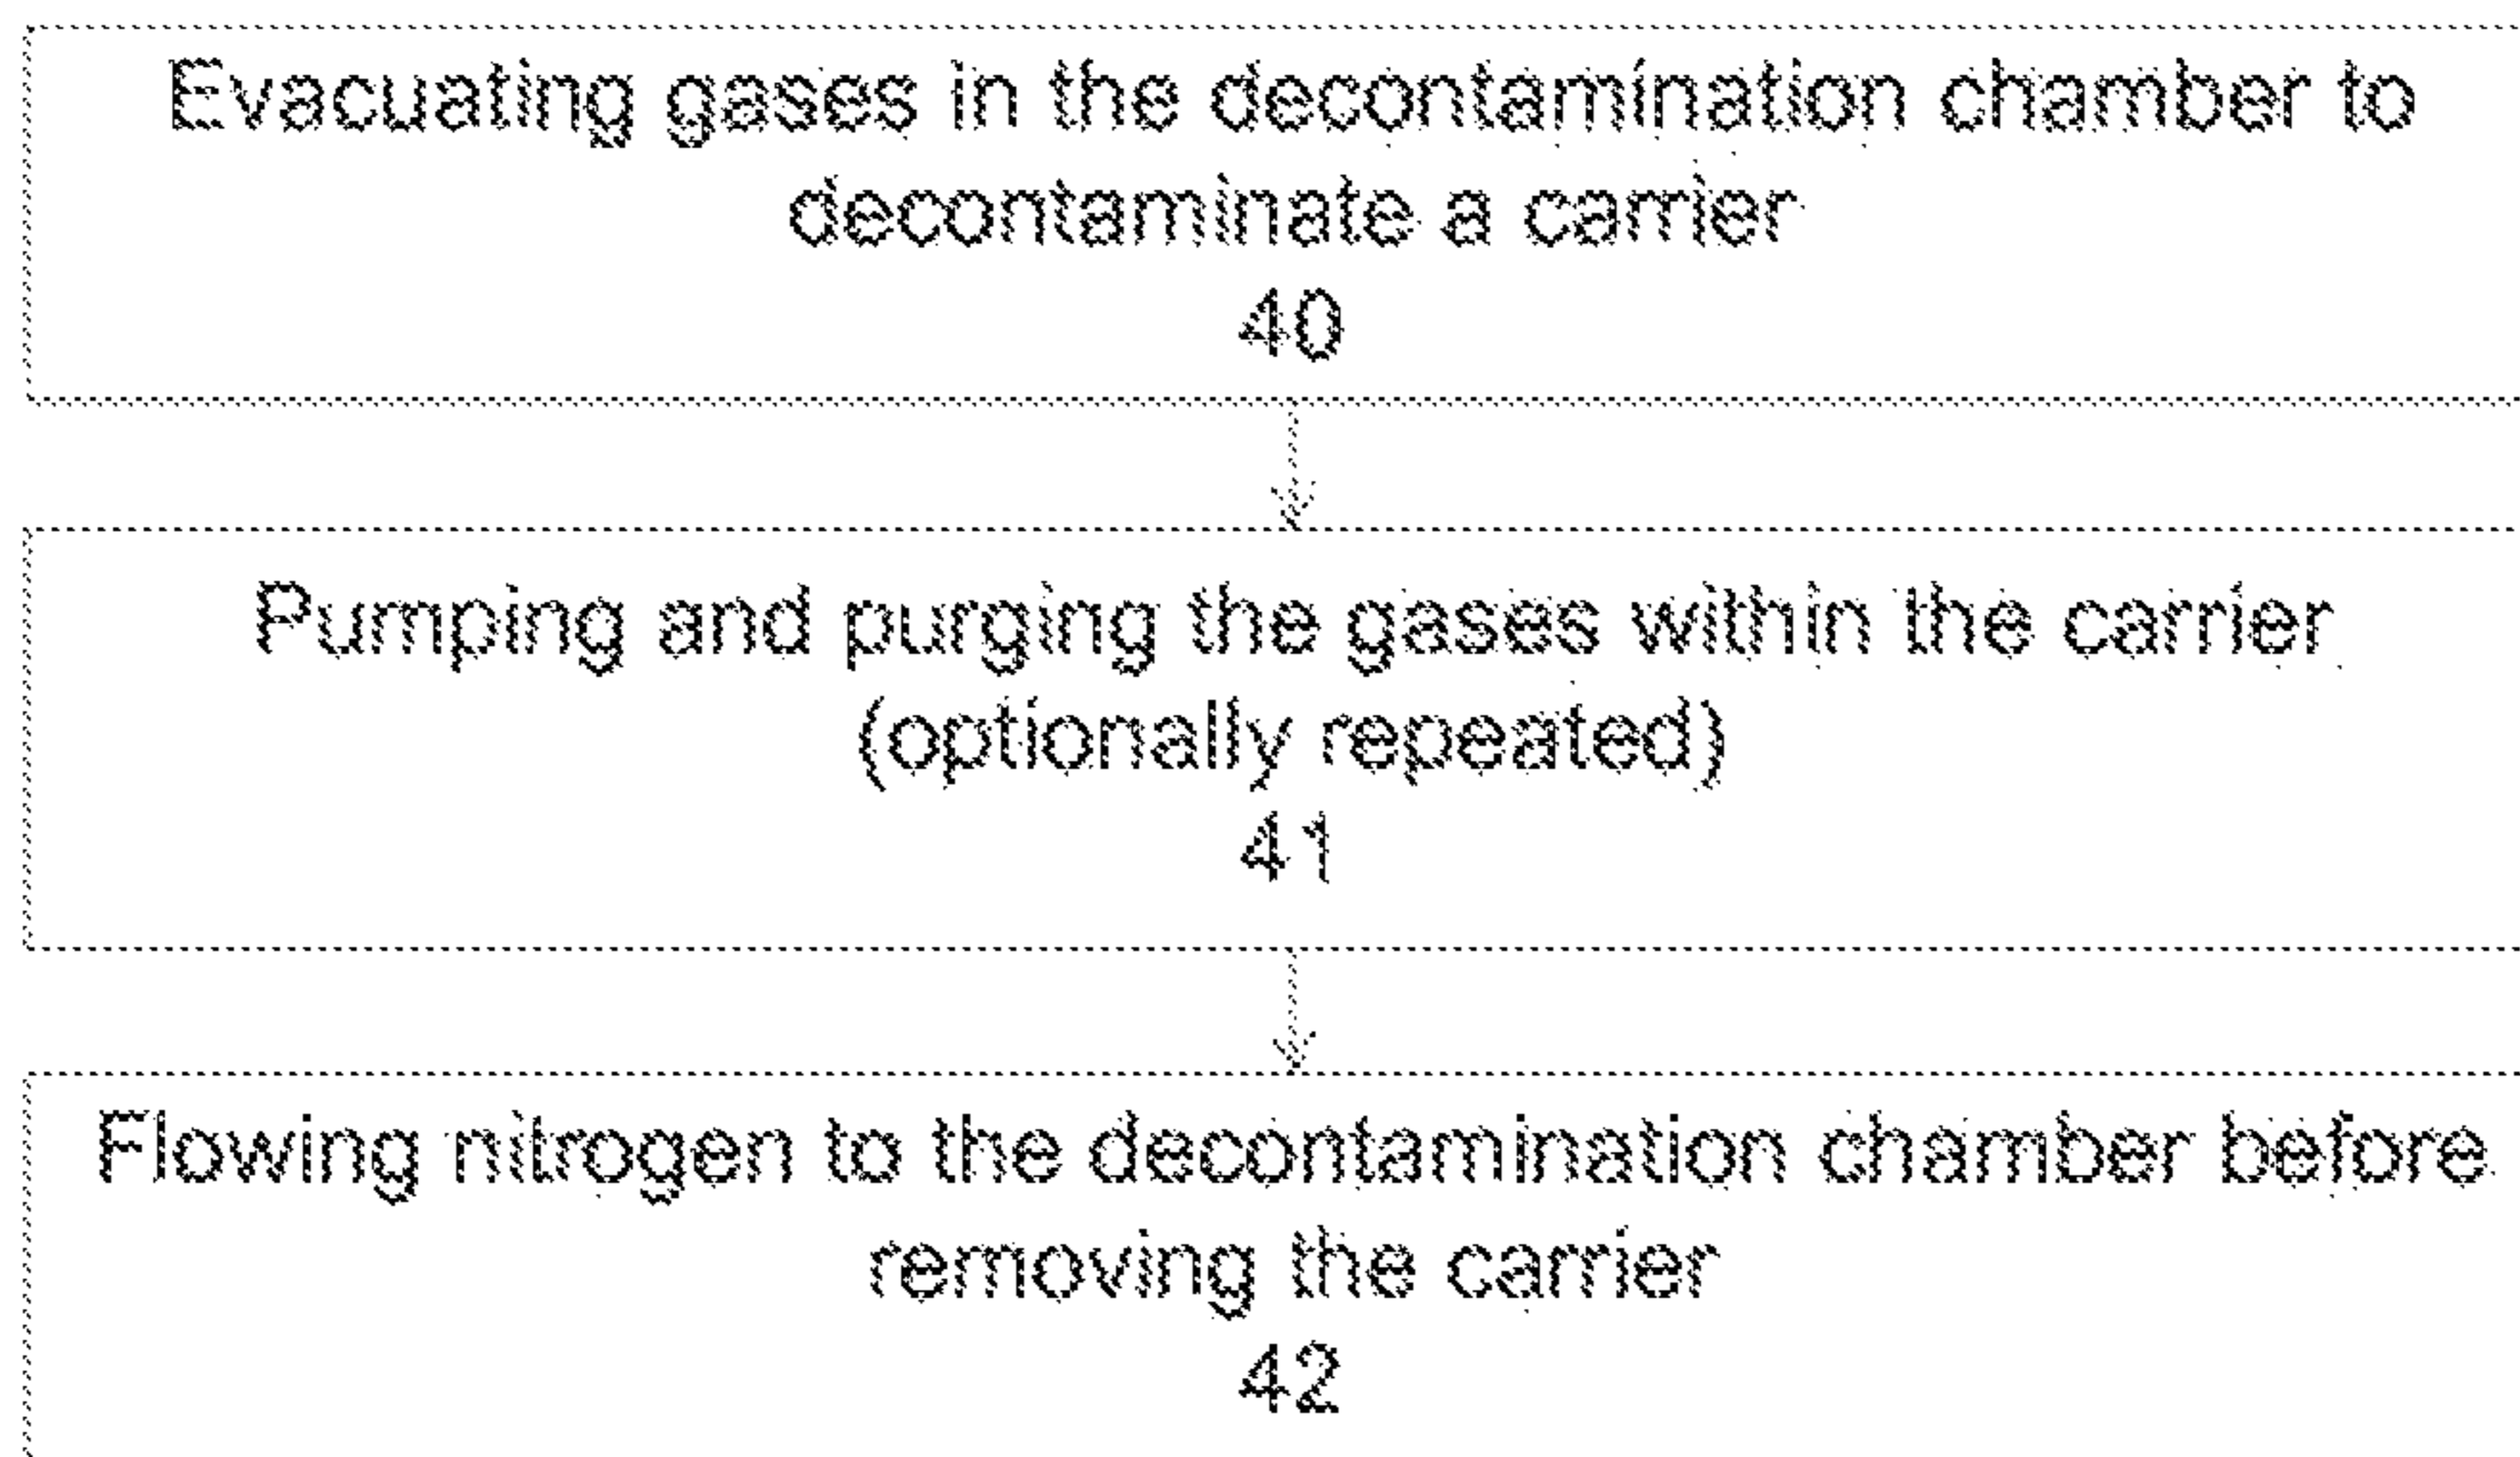 Evacuating gases in the decontamination chamber to
decontaminate a carrier
40
Pumping and purging the gases within the carrier
(optionally repeated)
41
Flowing nitrogen to the decontamination chamber before
removing the carrier
42